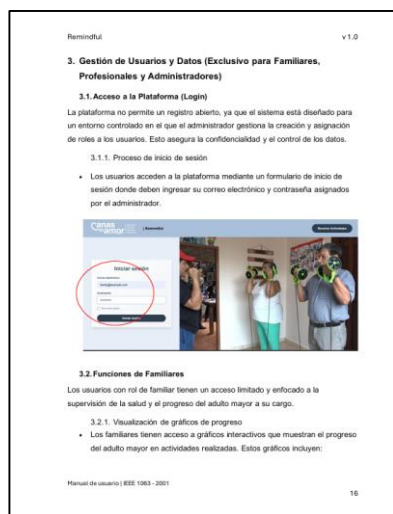 Remindful
v 1.0
3. Gestión de Usuarios y Datos (Exclusivo para Familiares,
Profesionales y Administradores)
3.1. Acceso a la Plataforma (Login)
La plataforma no permite un registro abierto, ya que el sistema está diseñado para
un entorno controlado en el que el administrador gestiona la creación y asignación
de roles a los usuarios. Esto asegura la confidencialidad y el control de los datos.
3.1.1. Proceso de inicio de sesión
• Los usuarios acceden a la plataforma mediante un formulario de inicio de
sesión donde deben ingresar su correo electrónico y contraseña asignados
por el administrador.
Canas
amor
| Remindful
Iniciar sesión
3.2. Funciones de Familiares
Los usuarios con rol de familiar tienen un acceso limitado y enfocado a la
supervisión de la salud y el progreso del adulto mayor a su cargo.
3.2.1. Visualización de gráficos de progreso
• Los familiares tienen acceso a gráficos interactivos que muestran el progreso
del adulto mayor en actividades realizadas. Estos gráficos incluyen:
Manual de usuario | IEEE 1063 - 2001
16